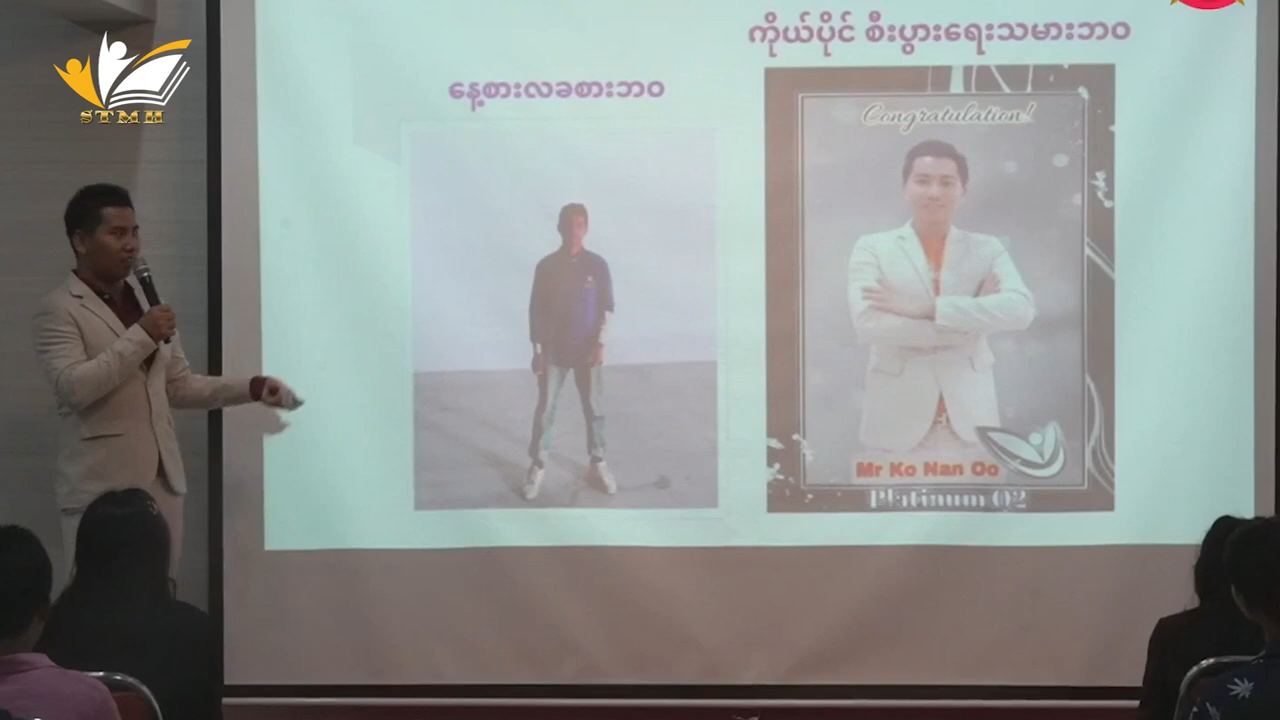 STMH
ကိုယ်ပိုင် စီးပွားရေးသမားဘဝ
နေ့စားလခစားဘဝ
Congratulation!
Mr Ko Nan Oo
Platinum Q2